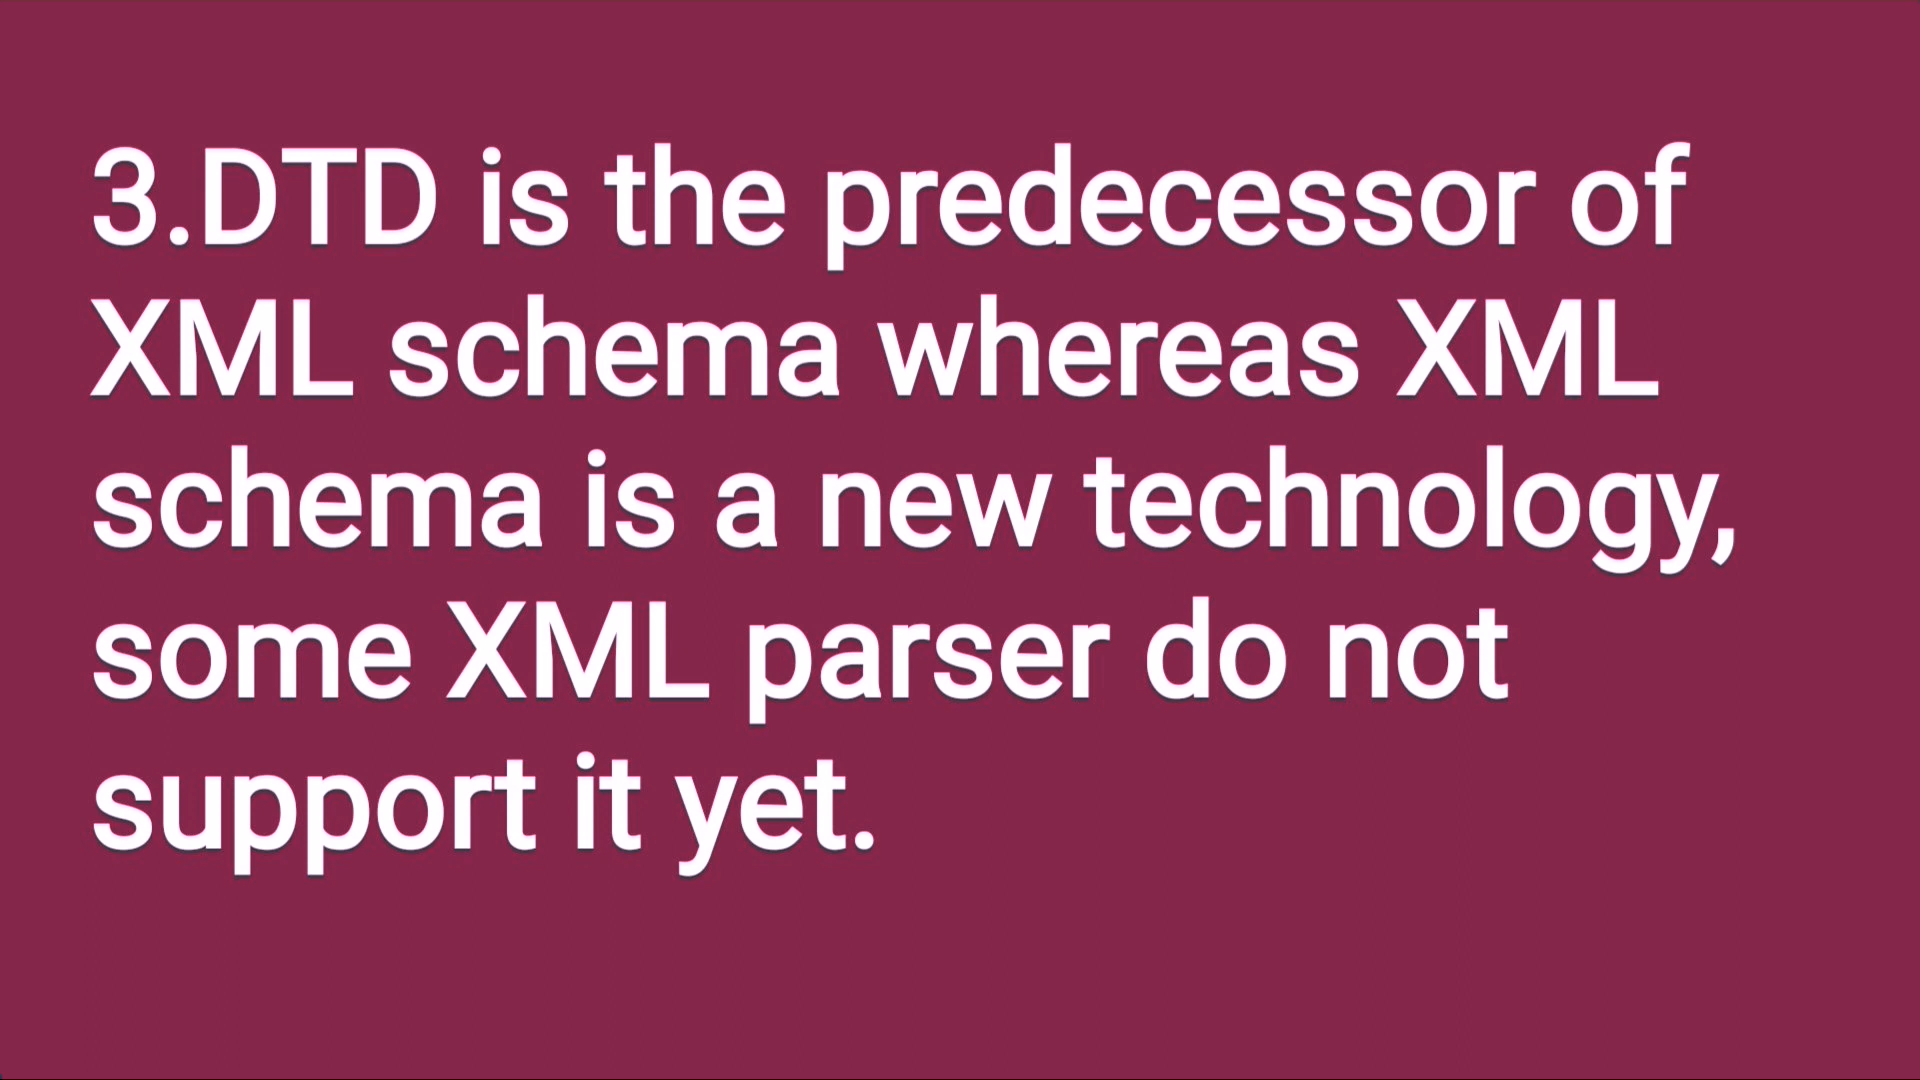 3.DTD is the predecessor of
XML schema whereas XML
schema is a new technology,
some XML parser do not
support it yet.